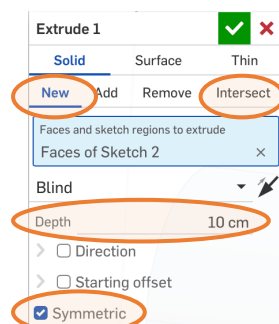 Extrude 1
Solid Surface Thin
New Add Remove Intersect
Faces and sketch regions to extrude
Faces of Sketch 2
Blind
Depth 10 cm
Direction
Starting offset
Symmetric